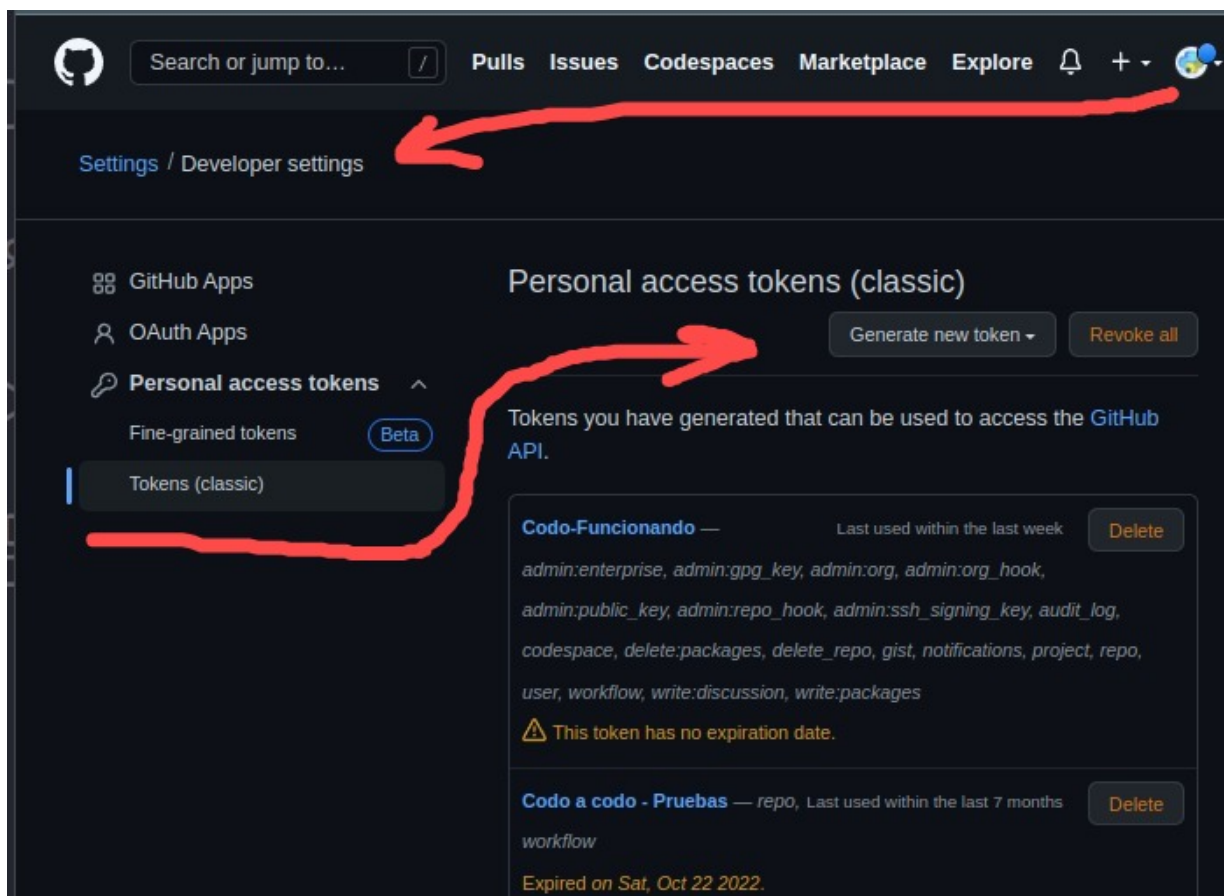 Search or jump to... / Pulls Issues Codespaces Marketplace Explore
Settings / Developer settings
GitHub Apps
OAuth Apps
Personal access tokens
Fine-grained tokens Beta
Tokens (classic)
Personal access tokens (classic)
Generate new token Revoke all
Tokens you have generated that can be used to access the GitHub
API.
Codo-Funcionando — Last used within the last week Delete
admin:enterprise, admin:gpg_key, admin:org, admin:org_hook,
admin:public_key, admin:repo_hook, admin:ssh_signing_key, audit_log,
codespace, delete:packages, delete_repo, gist, notifications, project, repo,
user, workflow, write:discussion, write:packages
This token has no expiration date.
Codo a codo - Pruebas — repo, Last used within the last 7 months Delete
workflow
Expired on Sat, Oct 22 2022.